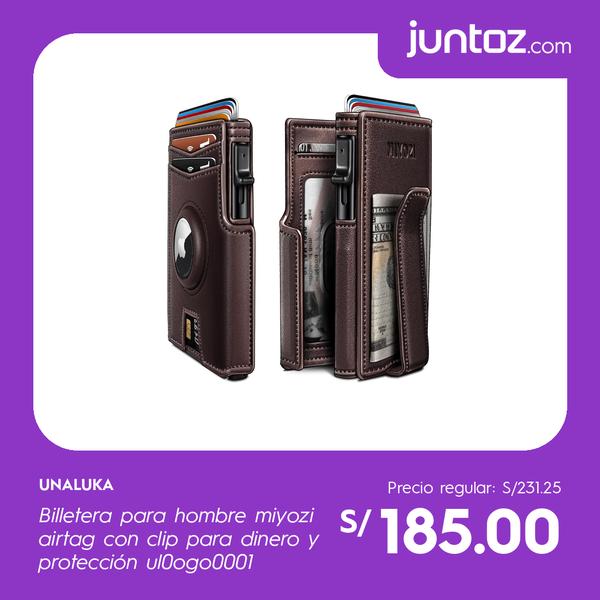 juntoz.com
MIYOZI
UNALUKA
Billetera para hombre miyozi
airtag con clip para dinero y
protección ul0ogo0001
Precio regular: S/231.25
S/185.00